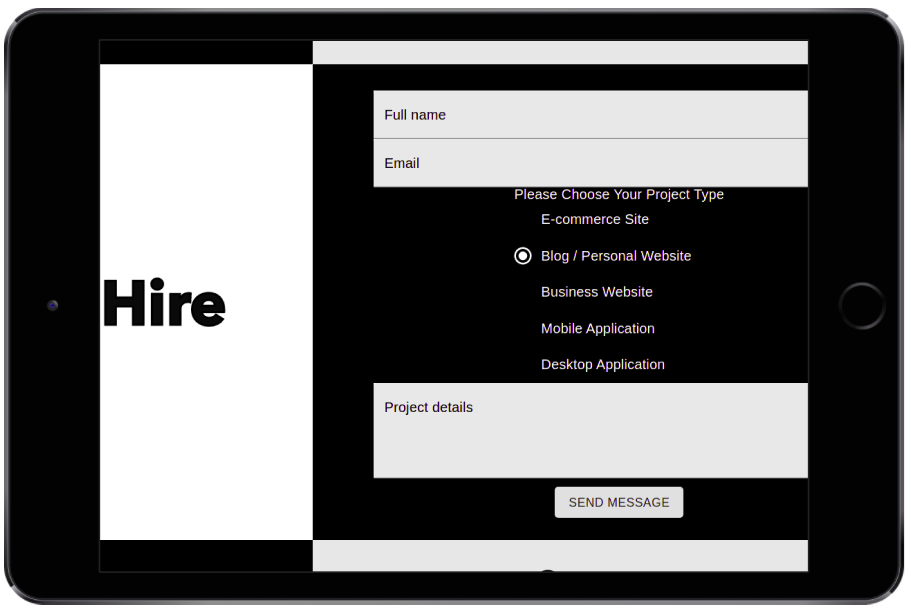 Full name
Email
Please Choose Your Project Type
E-commerce Site
Blog / Personal Website
Hire
Business Website
Mobile Application
Desktop Application
Project details
SEND MESSAGE